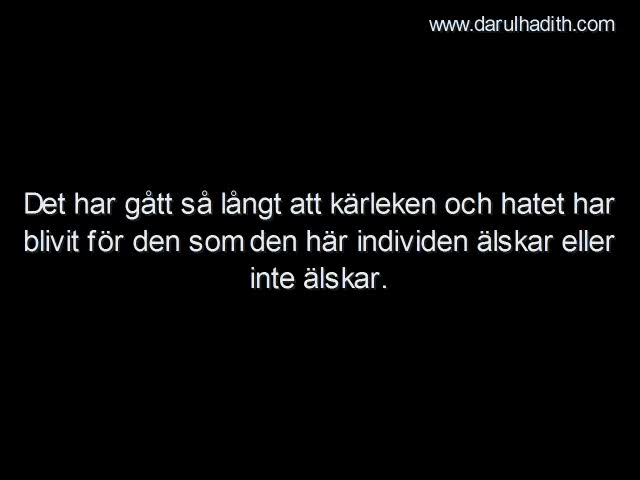 www.darulhadith.com
Det har gått så långt att kärleken och hatet har
blivit för den som den här individen älskar eller
inte älskar.